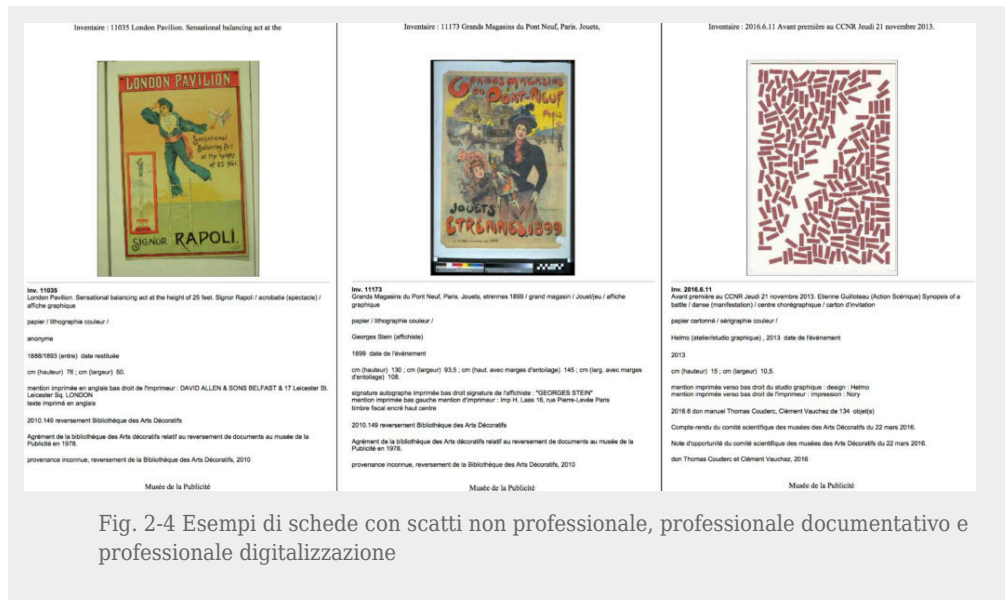 Inventaire : 11035 London Pavilion. Sensational balancing act at the
LONDON PAVILION
Sensational
Balancing Act
at the height
of 25 feet.
SIGNOR RAPOLI.
Inv. 11035
London Pavilion. Sensational balancing act at the height of 25 feet. Signor Rapoli / acrobatie (spectacle) /
affiche graphique
papier / lithographie couleur /
anonyme
1888/1893 (entre) date restituée
cm (hauteur) 76 ; cm (largeur) 50.
mention imprimée en anglais bas droit de l'imprimeur : DAVID ALLEN & SONS BELFAST & 17 Leicester St.
Leicester Sq. LONDON
texte imprimé en anglais
2010.149 reversement Bibliothèque des Arts Décoratifs
Agrément de la bibliothèque des Arts décoratifs relatif au reversement de documents au musée de la
Publicité en 1978.
provenance inconnue, reversement de la Bibliothèque des Arts Décoratifs, 2010
Musée de la Publicité
Inventaire : 11173 Grands Magasins du Pont Neuf, Paris. Jouets,
GRANDS MAGASINS
DU PONT-NEUF
PARIS
JOUETS
ETRENNES 1899
Inv. 11173
Grands Magasins du Pont Neuf, Paris. Jouets, etrennes 1899 / grand magasin / Jouet/jeu / affiche
graphique
papier / lithographie couleur /
Georges Stein (affichiste)
1899 date de l'événement
cm (hauteur) 130 ; cm (largeur) 93,5 ; cm (haut. avec marges d'entoilage) 145 ; cm (larg. avec marges
d'entoilage) 108.
signature autographe imprimée bas droit signature de l'affichiste : "GEORGES STEIN"
mention imprimée bas gauche mention d'imprimeur : Imp H. Laas 16, rue Pierre-Levée Paris
timbre fiscal encré haut centre
2010.149 reversement Bibliothèque des Arts Décoratifs
Agrément de la bibliothèque des Arts décoratifs relatif au reversement de documents au musée de la
Publicité en 1978.
provenance inconnue, reversement de la Bibliothèque des Arts Décoratifs, 2010
Musée de la Publicité
Inventaire : 2016.6.11 Avant première au CCNR Jeudi 21 novembre 2013.
Inv. 2016.6.11
Avant première au CCNR Jeudi 21 novembre 2013. Etienne Guilloteau (Action Scénique) Synopsis of a
battle / danse (manifestation) / centre chorégraphique / carton d'invitation
papier cartonné / sérigraphie couleur /
Helmo (atelier/studio graphique) , 2013 date de l'événement
2013
cm (hauteur) 15 ; cm (largeur) 10,5.
mention imprimée verso bas droit du studio graphique : design : Helmo
mention imprimée verso bas droit de l'imprimeur : impression : Nory
2016.6 don manuel Thomas Couderc, Clément Vauchez de 134 objet(s)
Compte-rendu du comité scientifique des musées des Arts Décoratifs du 22 mars 2016.
Note d'opportunité du comité scientifique des musées des Arts Décoratifs du 22 mars 2016.
don Thomas Couderc et Clément Vauchez, 2016
Musée de la Publicité
Fig. 2-4 Esempi di schede con scatti non professionale, professionale documentativo e
professionale digitalizzazione